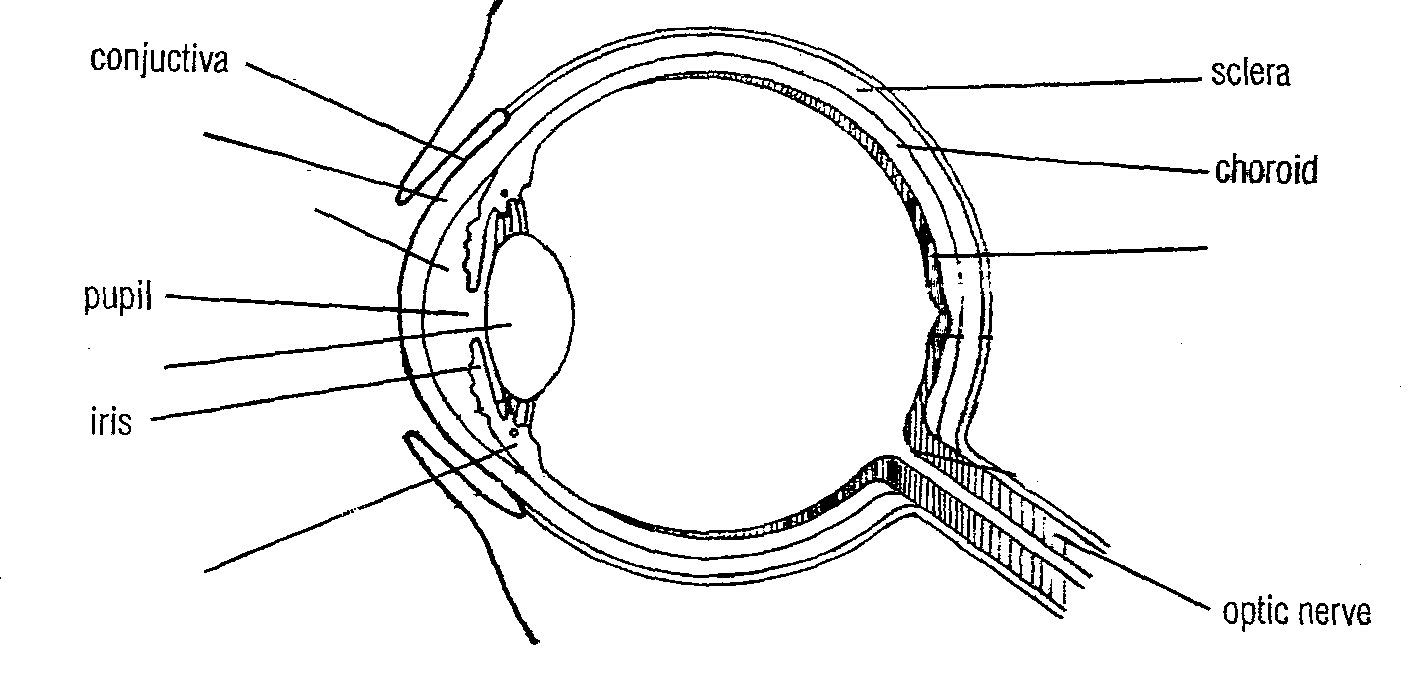 conjuctiva
sclera
choroid
pupil
iris
optic nerve